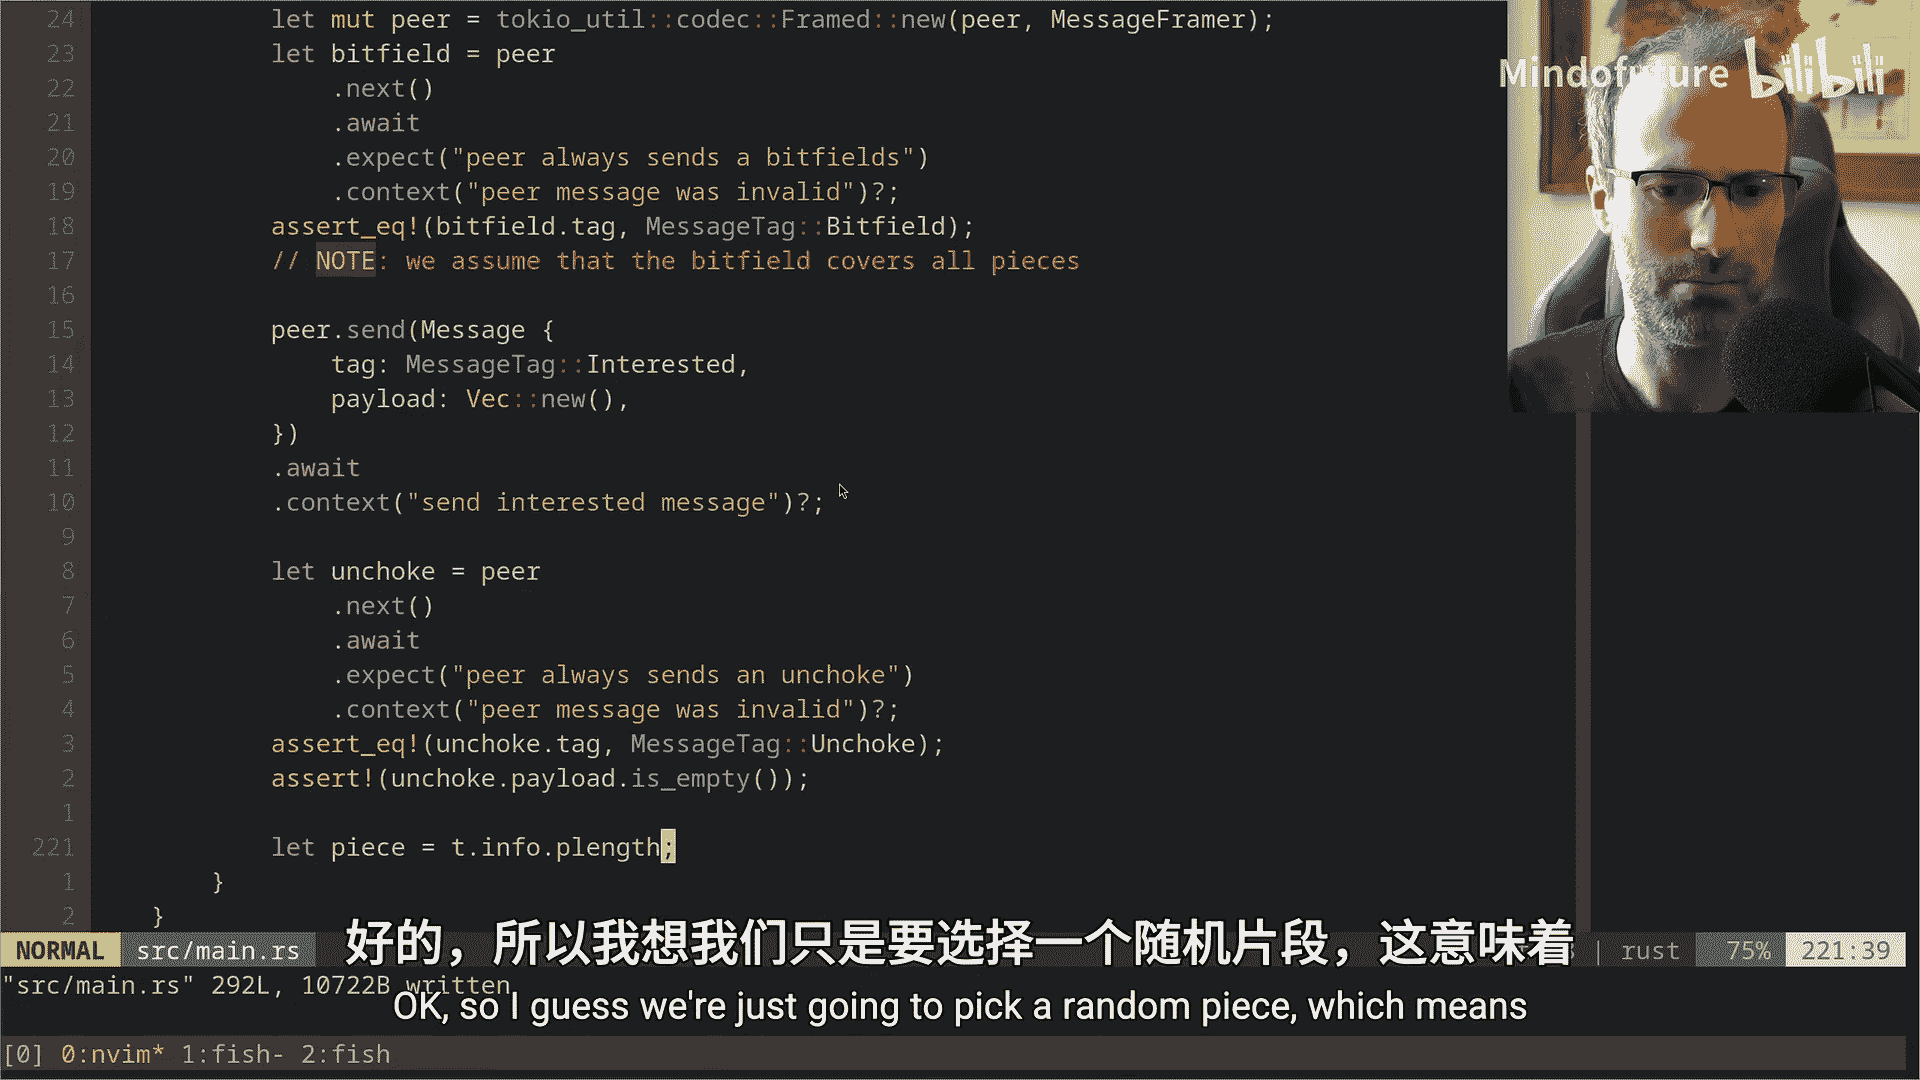 24 let mut peer = tokio_util::codec::Framed::new(peer, MessageFramer);
23 let bitfield = peer
22 .next()
21 .await
20 .expect("peer always sends a bitfields")
19 .context("peer message was invalid")?;
18 assert_eq!(bitfield.tag, MessageTag::Bitfield);
17 // NOTE: we assume that the bitfield covers all pieces
16
15 peer.send(Message {
14 tag: MessageTag::Interested,
13 payload: Vec::new(),
12 })
11 .await
10 .context("send interested message")?;
9
8 let unchoke = peer
7 .next()
6 .await
5 .expect("peer always sends an unchoke")
4 .context("peer message was invalid")?;
3 assert_eq!(unchoke.tag, MessageTag::Unchoke);
2 assert!(unchoke.payload.is_empty());
1
221 let piece = t.info.plength;
1 }
2 }
Mindofuture bilibili
NORMAL src/main.rs | rust 75% 221:39
好的，所以我想我们只是要选择一个随机片段，这意味着
"src/main.rs" 292L, 10722B written
OK, so I guess we're just going to pick a random piece, which means
[0] 0:nvim* 1:fish- 2:fish